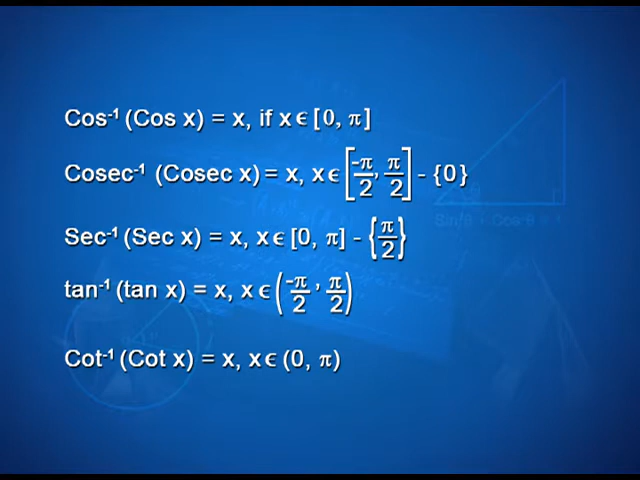 Cos⁻¹ (Cos x) = x, if x ϵ [0, π]
Cosec⁻¹ (Cosec x) = x, x ϵ [-π/2, π/2] - {0}
Sec⁻¹ (Sec x) = x, x ϵ [0, π] - {π/2}
tan⁻¹ (tan x) = x, x ϵ (-π/2, π/2)
Cot⁻¹ (Cot x) = x, x ϵ (0, π)